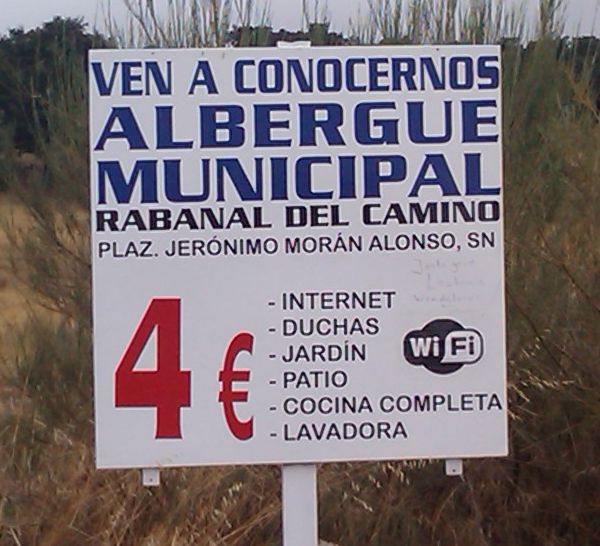 VEN A CONOCERNOS
ALBERGUE
MUNICIPAL
RABANAL DEL CAMINO
PLAZ. JERÓNIMO MORÁN ALONSO, SN
4 €
- INTERNET
- DUCHAS
- JARDÍN
- PATIO
- COCINA COMPLETA
- LAVADORA
WiFi